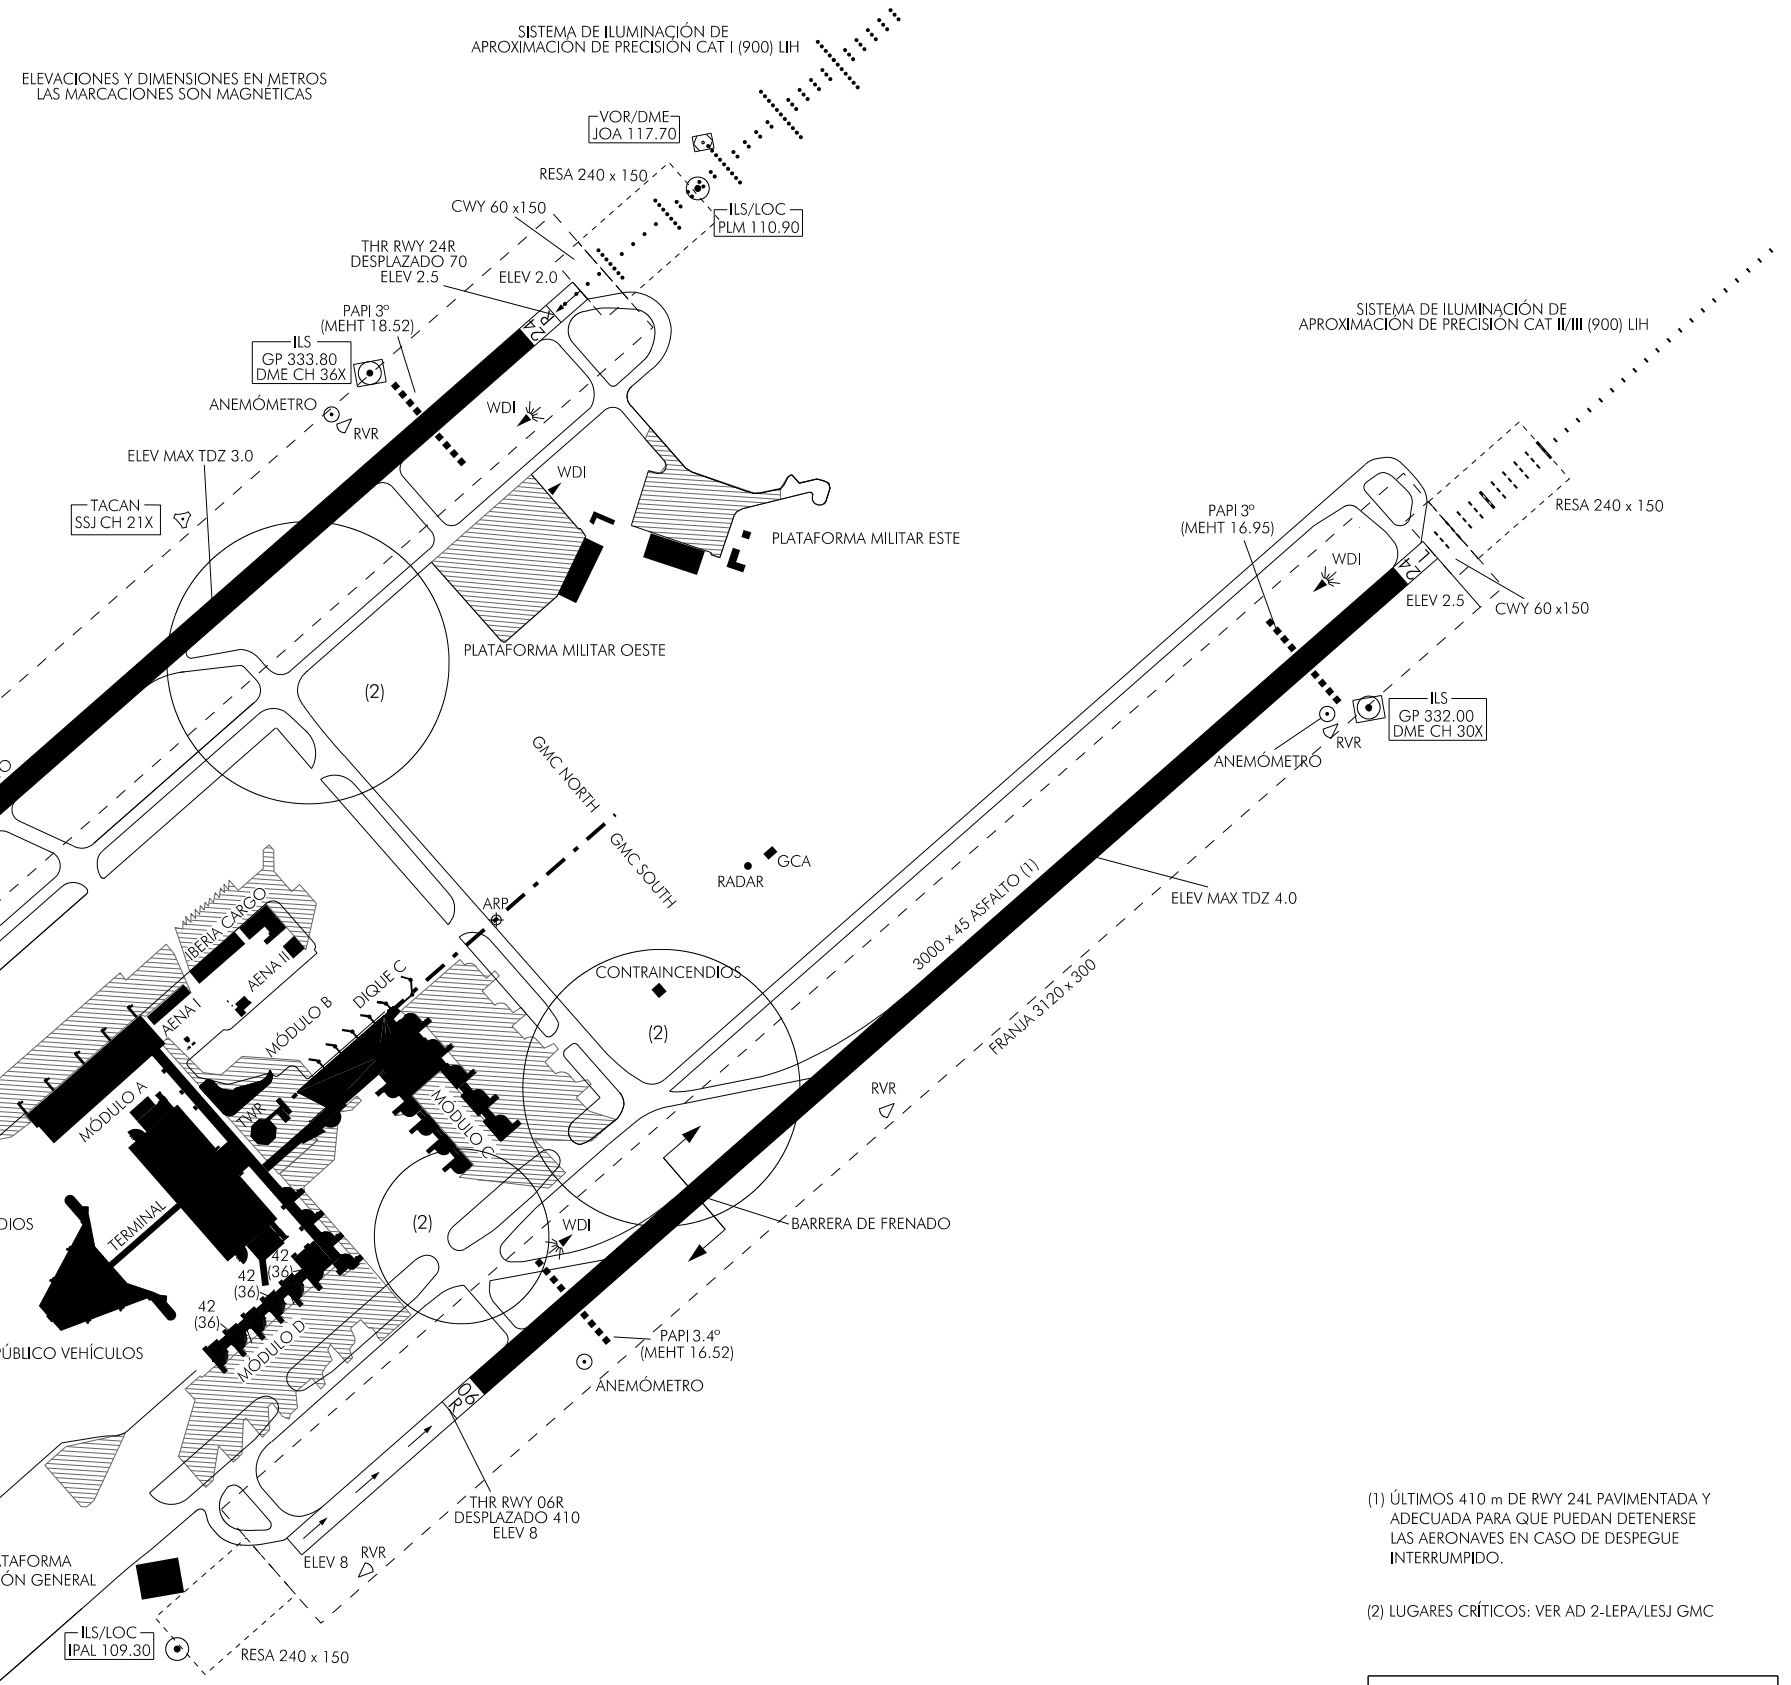 SISTEMA DE ILUMINACIÓN DE
APROXIMACIÓN DE PRECISIÓN CAT I (900) LIH
ELEVACIONES Y DIMENSIONES EN METROS
LAS MARCACIONES SON MAGNÉTICAS
VOR/DME
JOA 117.70
RESA 240 x 150
CWY 60 x150
ILS/LOC
PLM 110.90
THR RWY 24R
DESPLAZADO 70
ELEV 2.5
ELEV 2.0
PAPI 3º
(MEHT 18.52)
24R
ILS
GP 333.80
DME CH 36X
ANEMÓMETRO
RVR
WDI
ELEV MAX TDZ 3.0
TACAN
SSJ CH 21X
WDI
PLATAFORMA MILITAR ESTE
PLATAFORMA MILITAR OESTE
(2)
SISTEMA DE ILUMINACIÓN DE
APROXIMACIÓN DE PRECISIÓN CAT II/III (900) LIH
RESA 240 x 150
PAPI 3º
(MEHT 16.95)
WDI
24L
ELEV 2.5
CWY 60 x150
ILS
GP 332.00
DME CH 30X
RVR
ANEMÓMETRO
GMC NORTH
GMC SOUTH
GCA
RADAR
ARP
3000 x 45 ASFALTO (1)
ELEV MAX TDZ 4.0
FRANJA 3120 x 300
CONTRAINCENDIOS
(2)
IBERIA CARGO
AENA II
AENA I
DIQUE C
MÓDULO B
MÓDULO A
TWR
MÓDULO C
RVR
TERMINAL
DIOS
(2)
WDI
BARRERA DE FRENADO
42
(36)
42
(36)
42
(36)
MÓDULO D
PÚBLICO VEHÍCULOS
PAPI 3.4º
(MEHT 16.52)
ANEMÓMETRO
06R
THR RWY 06R
DESPLAZADO 410
ELEV 8
ELEV 8
RVR
ATAFORMA
IÓN GENERAL
ILS/LOC
IPAL 109.30
RESA 240 x 150
(1) ÚLTIMOS 410 m DE RWY 24L PAVIMENTADA Y
ADECUADA PARA QUE PUEDAN DETENERSE
LAS AERONAVES EN CASO DE DESPEGUE
INTERRUMPIDO.
(2) LUGARES CRÍTICOS: VER AD 2-LEPA/LESJ GMC